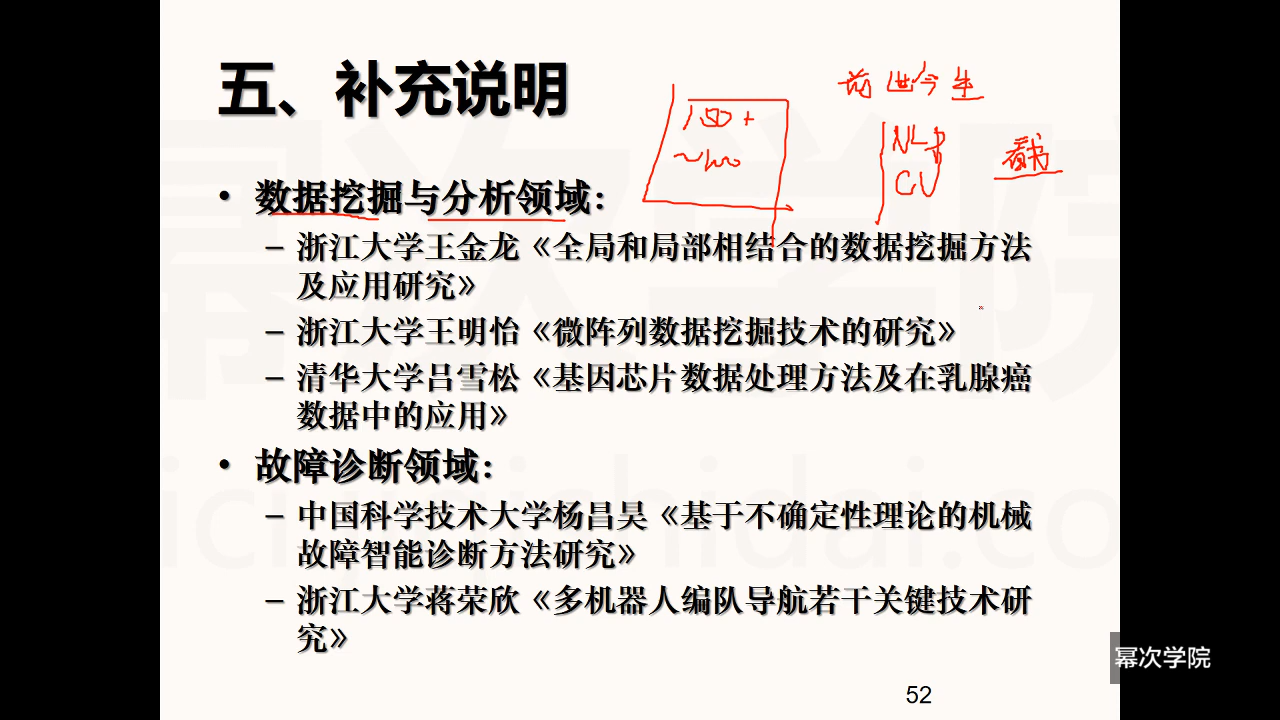 五、补充说明
前世今生
150+
NLP
CV
看书
• 数据挖掘与分析领域:
– 浙江大学王金龙《全局和局部相结合的数据挖掘方法
及应用研究》
– 浙江大学王明怡《微阵列数据挖掘技术的研究》
– 清华大学吕雪松《基因芯片数据处理方法及在乳腺癌
数据中的应用》
• 故障诊断领域:
– 中国科学技术大学杨昌昊《基于不确定性理论的机械
故障智能诊断方法研究》
– 浙江大学蒋荣欣《多机器人编队导航若干关键技术研
究》
幂次学院
52